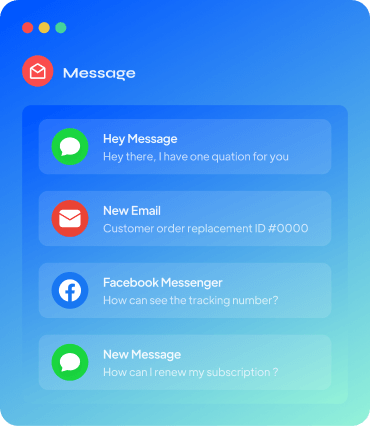 Message
Hey Message
Hey there, I have one quation for you
New Email
Customer order replacement ID #0000
Facebook Messenger
How can see the tracking number?
New Message
How can I renew my subscription ?